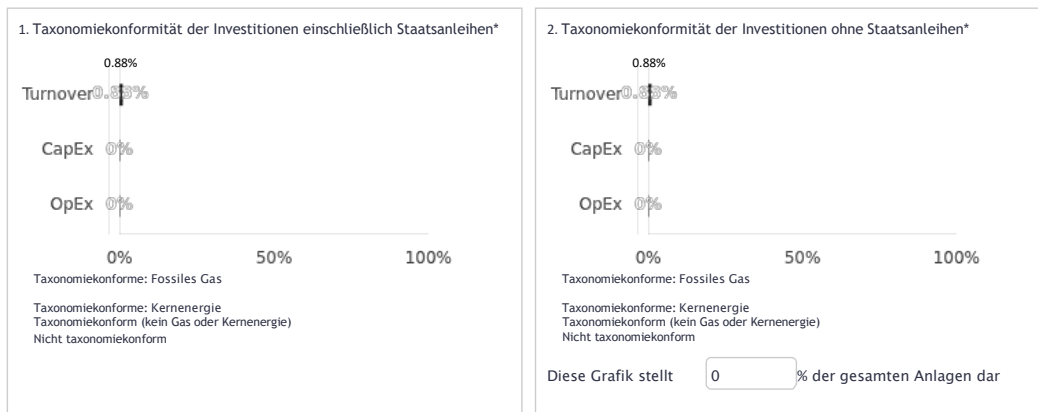 1. Taxonomiekonformität der Investitionen einschließlich Staatsanleihen*
0.88%
Turnover
CapEx 0%
OpEx 0%
0% 50% 100%
Taxonomiekonforme: Fossiles Gas
Taxonomiekonforme: Kernenergie
Taxonomiekonform (kein Gas oder Kernenergie)
Nicht taxonomiekonform
2. Taxonomiekonformität der Investitionen ohne Staatsanleihen*
0.88%
Turnover
CapEx 0%
OpEx 0%
0% 50% 100%
Taxonomiekonforme: Fossiles Gas
Taxonomiekonforme: Kernenergie
Taxonomiekonform (kein Gas oder Kernenergie)
Nicht taxonomiekonform
Diese Grafik stellt 0 % der gesamten Anlagen dar